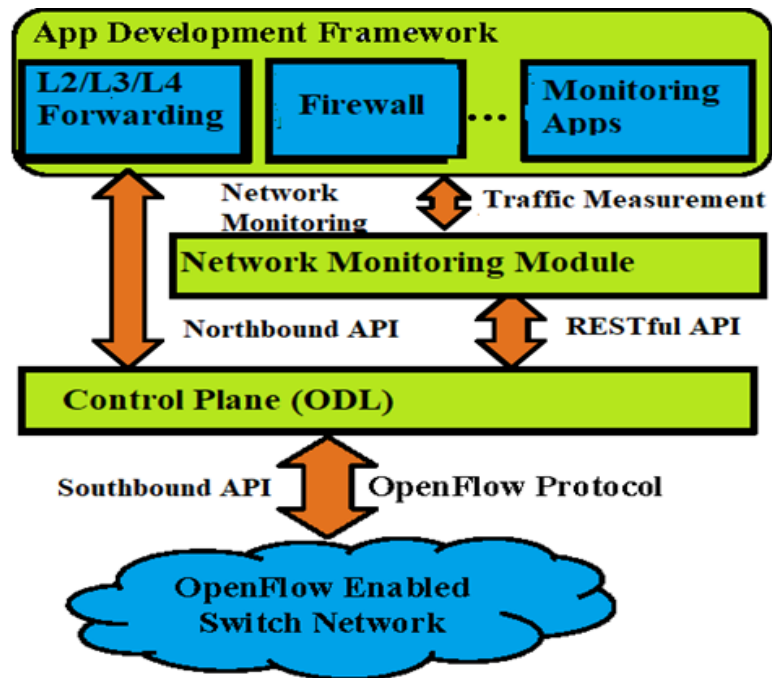 App Development Framework
L2/L3/L4
Forwarding
Firewall
...
Monitoring
Apps
Network
Monitoring
Traffic Measurement
Network Monitoring Module
Northbound API
RESTful API
Control Plane (ODL)
Southbound API
OpenFlow Protocol
OpenFlow Enabled
Switch Network